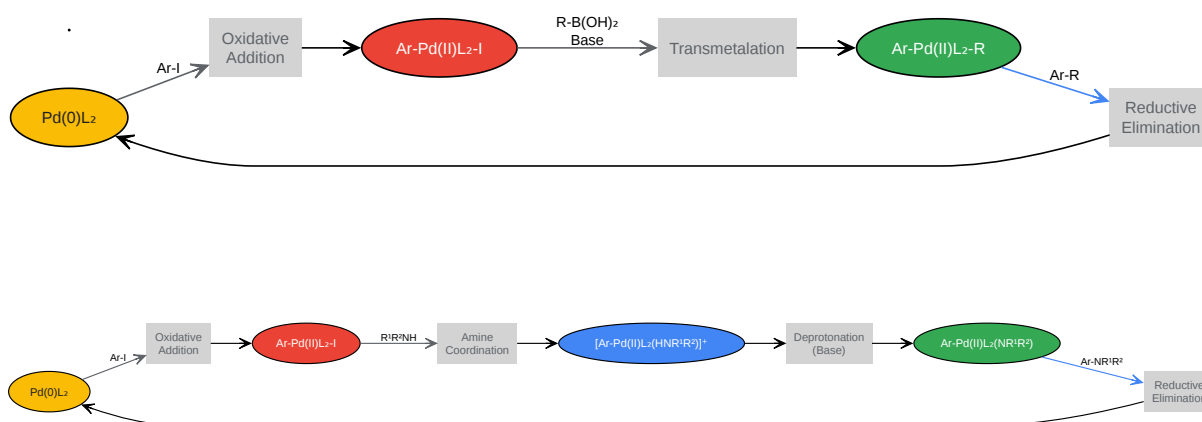 R-B(OH)₂
Base
Oxidative
Addition
Ar-Pd(II)L₂-I
Transmetalation
Ar-Pd(II)L₂-R
Ar-I
Ar-R
Pd(0)L₂
Reductive
Elimination
Oxidative
Addition
Ar-Pd(II)L₂-I
R¹R²NH
Amine
Coordination
[Ar-Pd(II)L₂(HNR¹R²)]⁺
Deprotonation
(Base)
Ar-Pd(II)L₂(NR¹R²)
Ar-I
Ar-NR¹R²
Pd(0)L₂
Reductive
Elimination